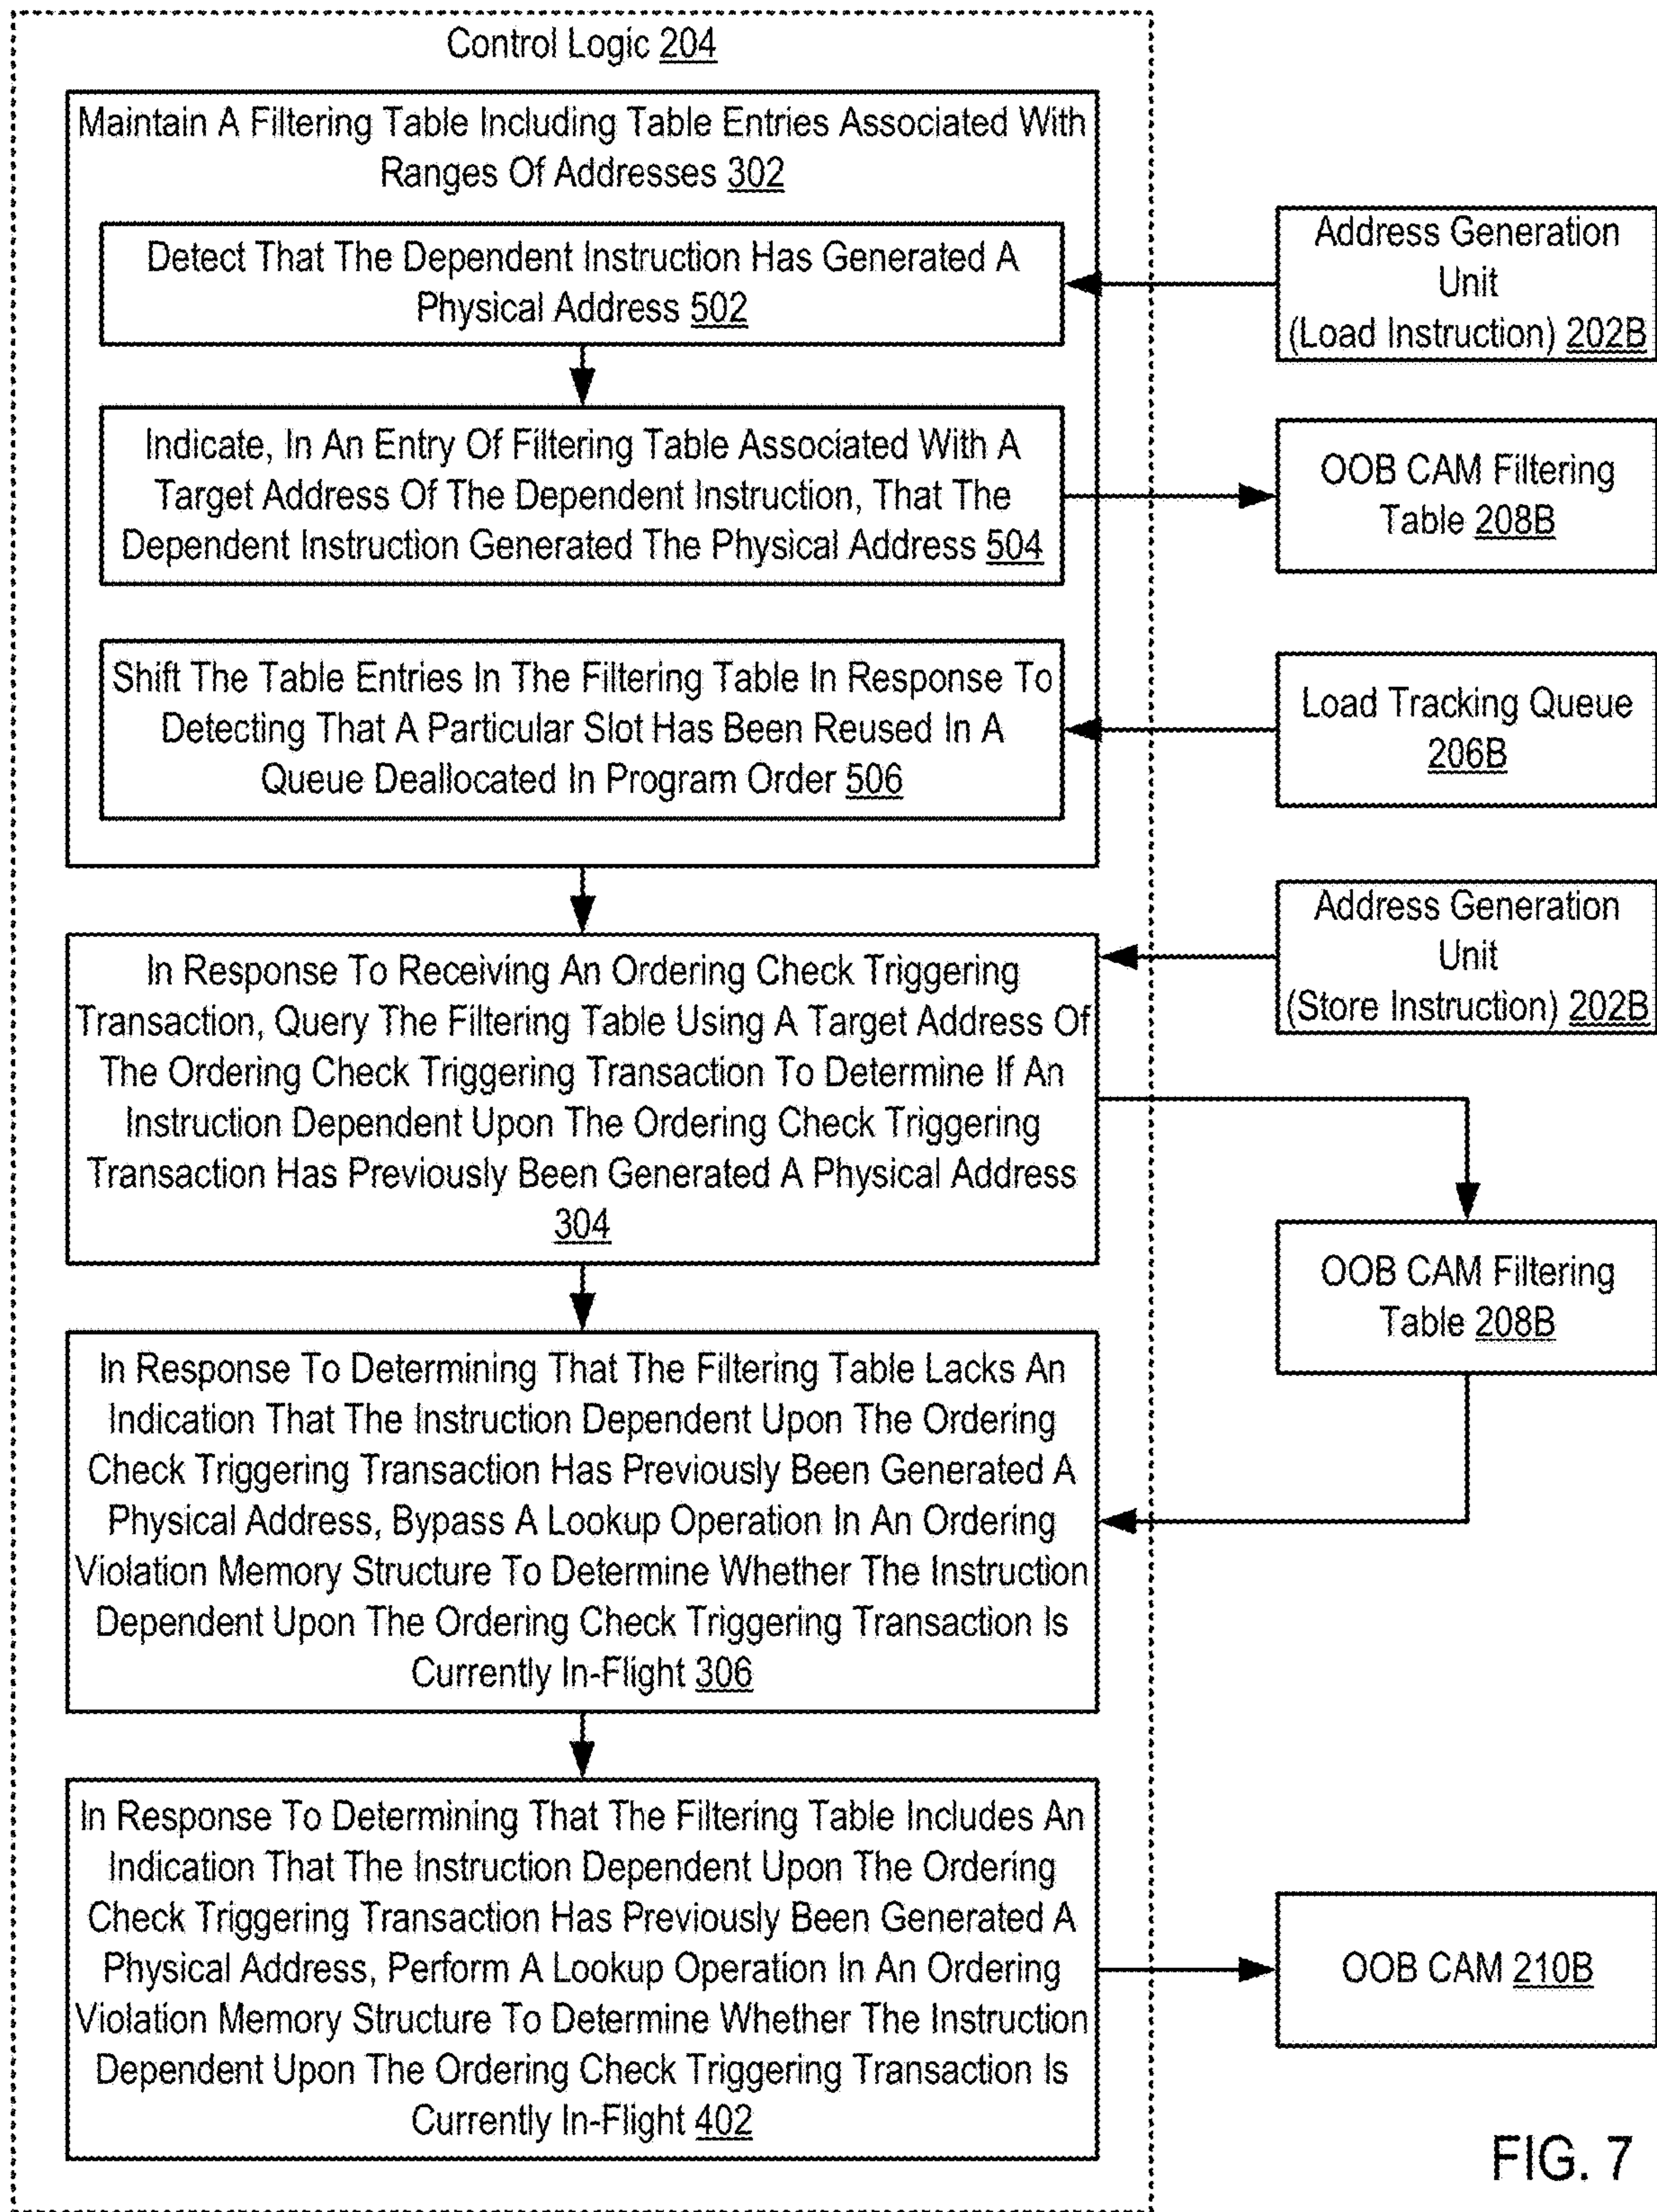 Control Logic 204
Maintain A Filtering Table Including Table Entries Associated With
Ranges Of Addresses 302
Detect That The Dependent Instruction Has Generated A
Physical Address 502
Address Generation
Unit
(Load Instruction) 202B
Indicate, In An Entry Of Filtering Table Associated With A
Target Address Of The Dependent Instruction, That The
Dependent Instruction Generated The Physical Address 504
OOB CAM Filtering
Table 208B
Shift The Table Entries In The Filtering Table In Response To
Detecting That A Particular Slot Has Been Reused In A
Queue Deallocated In Program Order 506
Load Tracking Queue
206B
In Response To Receiving An Ordering Check Triggering
Transaction, Query The Filtering Table Using A Target Address Of
The Ordering Check Triggering Transaction To Determine If An
Instruction Dependent Upon The Ordering Check Triggering
Transaction Has Previously Been Generated A Physical Address
304
Address Generation
Unit
(Store Instruction) 202B
OOB CAM Filtering
Table 208B
In Response To Determining That The Filtering Table Lacks An
Indication That The Instruction Dependent Upon The Ordering
Check Triggering Transaction Has Previously Been Generated A
Physical Address, Bypass A Lookup Operation In An Ordering
Violation Memory Structure To Determine Whether The Instruction
Dependent Upon The Ordering Check Triggering Transaction Is
Currently In-Flight 306
In Response To Determining That The Filtering Table Includes An
Indication That The Instruction Dependent Upon The Ordering
Check Triggering Transaction Has Previously Been Generated A
Physical Address, Perform A Lookup Operation In An Ordering
Violation Memory Structure To Determine Whether The Instruction
Dependent Upon The Ordering Check Triggering Transaction Is
Currently In-Flight 402
OOB CAM 210B
FIG. 7